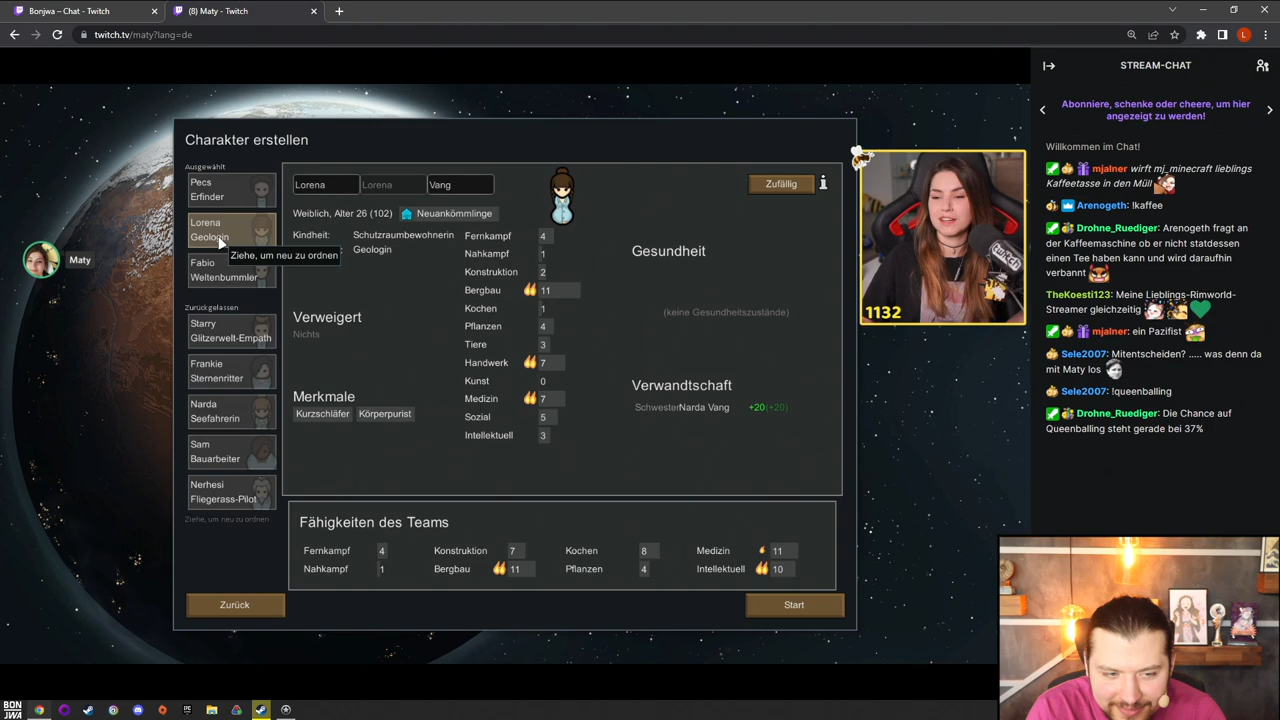 Bonjwa – Chat - Twitch
(8) Maty - Twitch
twitch.tv/maty?lang=de
L
Maty
Charakter erstellen
Ausgewählt
Pecs
Erfinder
Lorena
Geologin
Ziehe, um neu zu ordnen
Fabio
Weltenbummler
Zurückgelassen
Starry
Glitzerwelt-Empath
Frankie
Sternenritter
Narda
Seefahrerin
Sam
Bauarbeiter
Nerhesi
Fliegerass-Pilot
Ziehe, um neu zu ordnen
Lorena
Lorena
Vang
Zufällig
Weiblich, Alter 26 (102)
Neuankömmlinge
Kindheit: Schutzraumbewohnerin
Geologin
Verweigert
Nichts
Merkmale
Kurzschläfer
Körperpurist
Fernkampf 4
Nahkampf 1
Konstruktion 2
Bergbau 11
Kochen 1
Pflanzen 4
Tiere 3
Handwerk 7
Kunst 0
Medizin 7
Sozial 5
Intellektuell 3
Gesundheit
(keine Gesundheitszustände)
Verwandtschaft
Schwester Narda Vang +20 (+20)
Fähigkeiten des Teams
Fernkampf 4 Konstruktion 7 Kochen 8 Medizin 11
Nahkampf 1 Bergbau 11 Pflanzen 4 Intellektuell 10
Zurück
Start
1132
twitch
STREAM-CHAT
Abonniere, schenke oder cheere, um hier
angezeigt zu werden!
Willkommen im Chat!
mjalner wirft mj_minecraft lieblings
Kaffeetasse in den Müll
Arenogeth: !kaffee
Drohne_Ruediger: Arenogeth fragt an
der Kaffeemaschine ob er nicht statdessen
einen Tee haben kann und wird daraufhin
verbannt
TheKoesti123: Meine Lieblings-Rimworld-
Streamer gleichzeitig
mjalner: ein Pazifist
Sele2007: Mitentscheiden? ..... was denn da
mit Maty los
Sele2007: !queenballing
Drohne_Ruediger: Die Chance auf
Queenballing steht gerade bei 37%
BON
JWA